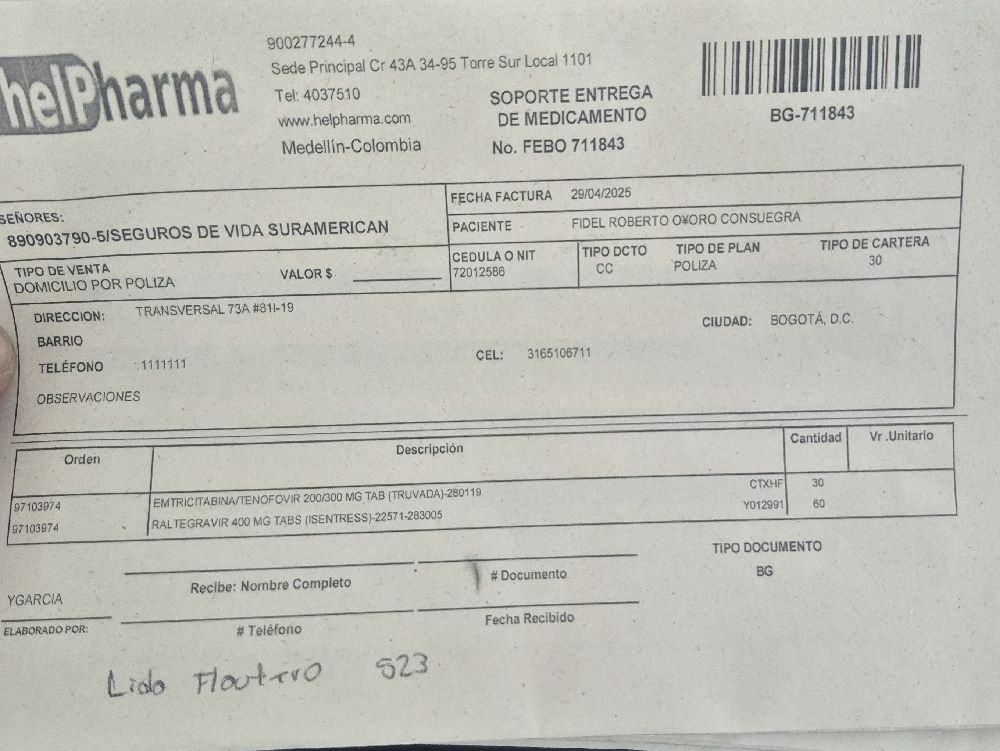 helPharma
900277244-4
Sede Principal Cr 43A 34-95 Torre Sur Local 1101
Tel: 4037510
www.helpharma.com
Medellín-Colombia
SOPORTE ENTREGA
DE MEDICAMENTO
No. FEBO 711843
BG-711843
SEÑORES:
890903790-5/SEGUROS DE VIDA SURAMERICAN
FECHA FACTURA 29/04/2025
PACIENTE FIDEL ROBERTO O¥ORO CONSUEGRA
TIPO DE VENTA
DOMICILIO POR POLIZA
VALOR $
CEDULA O NIT
72012586
TIPO DCTO
CC
TIPO DE PLAN
POLIZA
TIPO DE CARTERA
30
DIRECCION: TRANSVERSAL 73A #81I-19
CIUDAD: BOGOTÁ, D.C.
BARRIO
TELÉFONO 1111111
CEL: 3165106711
OBSERVACIONES
Orden Descripción Cantidad Vr .Unitario
97103974 EMTRICITABINA/TENOFOVIR 200/300 MG TAB (TRUVADA)-280119 CTXHF 30
97103974 RALTEGRAVIR 400 MG TABS (ISENTRESS)-22571-283005 Y012991 60
TIPO DOCUMENTO
BG
Recibe: Nombre Completo
# Documento
YGARCIA
ELABORADO POR:
# Teléfono
Fecha Recibido
523